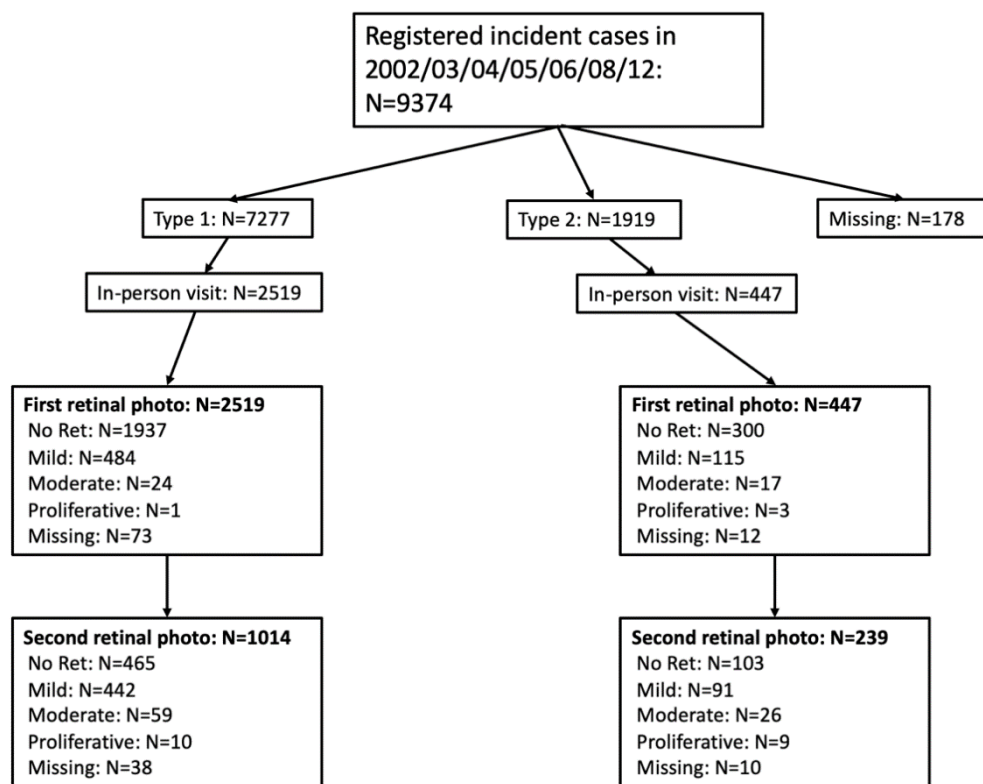 Registered incident cases in
2002/03/04/05/06/08/12:
N=9374
Type 1: N=7277
Type 2: N=1919
Missing: N=178
In-person visit: N=2519
In-person visit: N=447
First retinal photo: N=2519
No Ret: N=1937
Mild: N=484
Moderate: N=24
Proliferative: N=1
Missing: N=73
First retinal photo: N=447
No Ret: N=300
Mild: N=115
Moderate: N=17
Proliferative: N=3
Missing: N=12
Second retinal photo: N=1014
No Ret: N=465
Mild: N=442
Moderate: N=59
Proliferative: N=10
Missing: N=38
Second retinal photo: N=239
No Ret: N=103
Mild: N=91
Moderate: N=26
Proliferative: N=9
Missing: N=10